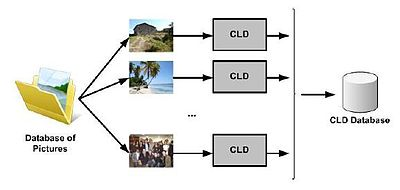 CLD
CLD
...
CLD
Database of
Pictures
CLD Database